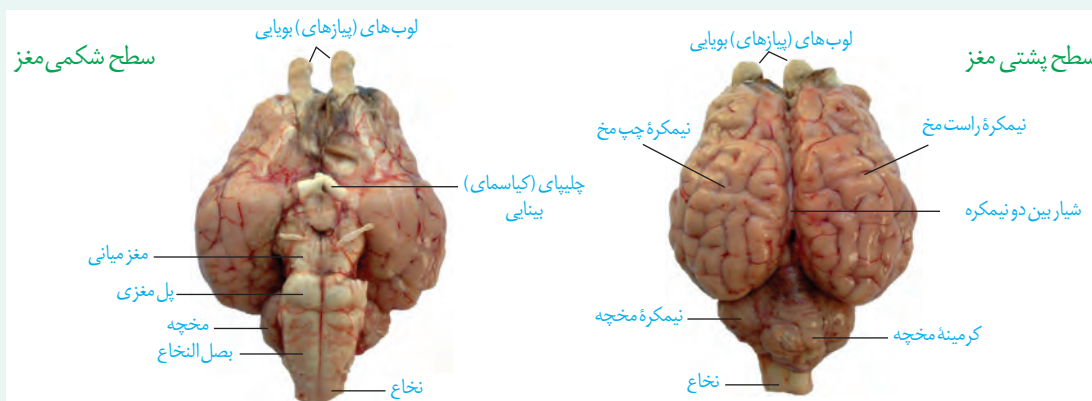 سطح پشتی مغز
لوب‌های (پیازهای) بویایی
نیمکرهٔ راست مخ
نیمکرهٔ چپ مخ
شیار بین دو نیمکره
نیمکرهٔ مخچه
کرمینهٔ مخچه
نخاع
سطح شکمی مغز
لوب‌های (پیازهای) بویایی
چلیپای (کیاسمای)
بینایی
مغز میانی
پل مغزی
مخچه
بصل النخاع
نخاع